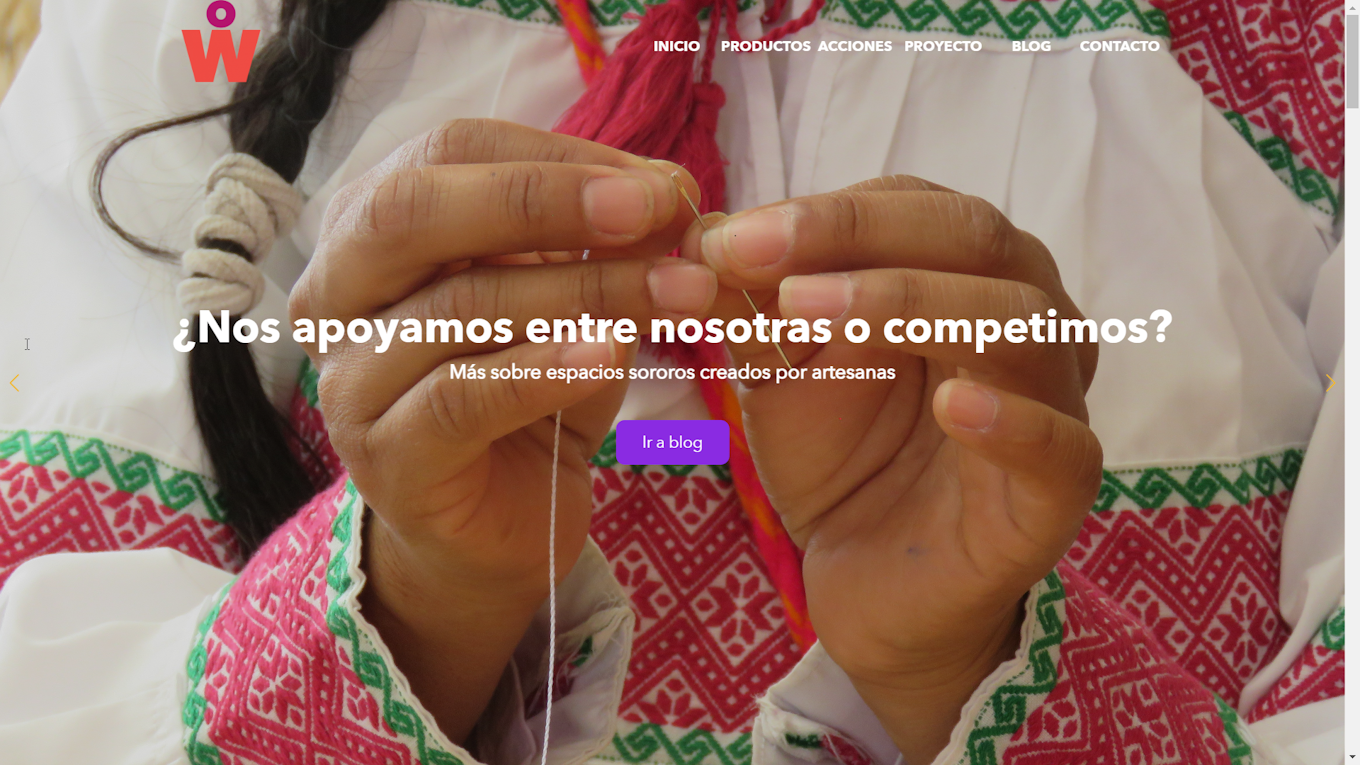 INICIO PRODUCTOS ACCIONES PROYECTO BLOG CONTACTO
¿Nos apoyamos entre nosotras o competimos?
Más sobre espacios sororos creados por artesanas
Ir a blog